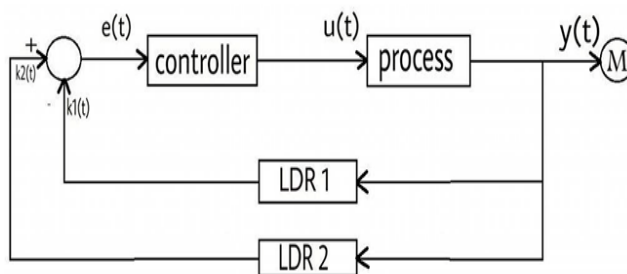 +
k2(t)
e(t)
controller
u(t)
process
y(t)
M
-
k1(t)
LDR 1
LDR 2